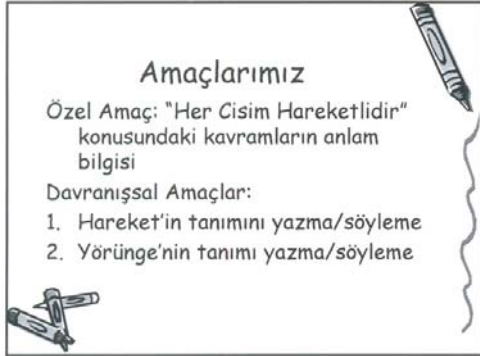 Amaçlarımız
Özel Amaç: "Her Cisim Hareketlidir"
konusundaki kavramların anlam
bilgisi
Davranışsal Amaçlar:
1. Hareket'in tanımını yazma/söyleme
2. Yörünge'nin tanımı yazma/söyleme